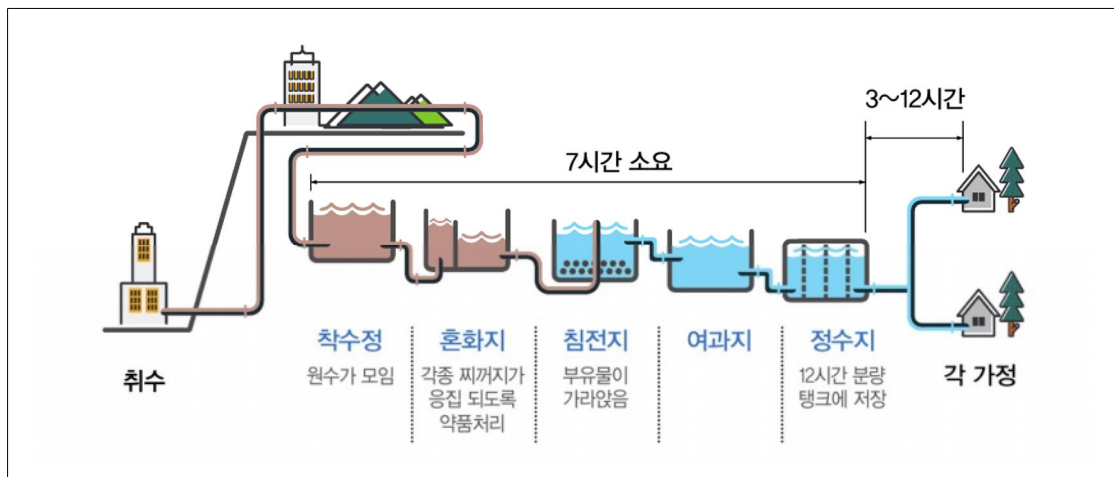 3~12시간
7시간 소요
취수
착수정
원수가 모임
혼화지
각종 찌꺼지가
응집 되도록
약품처리
침전지
부유물이
가라앉음
여과지
정수지
12시간 분량
탱크에 저장
각 가정